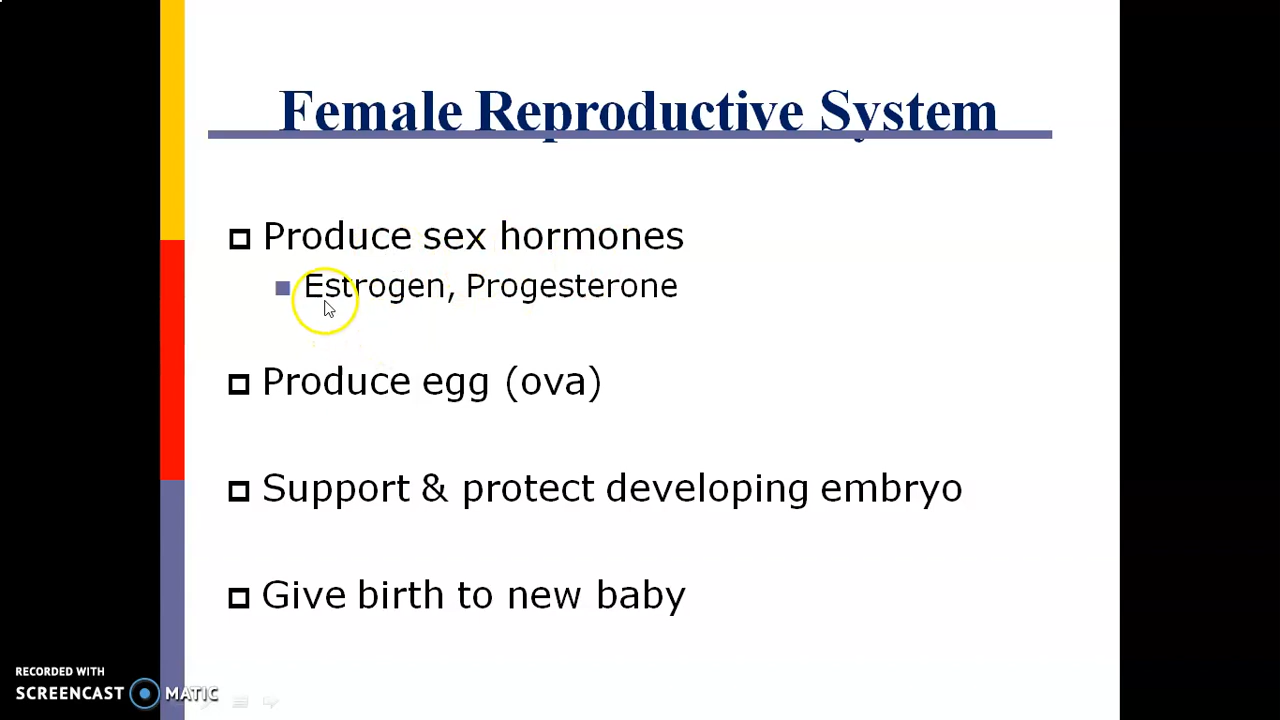 Female Reproductive System
Produce sex hormones
Estrogen, Progesterone
Produce egg (ova)
Support & protect developing embryo
Give birth to new baby
RECORDED WITH
SCREENCAST MATIC